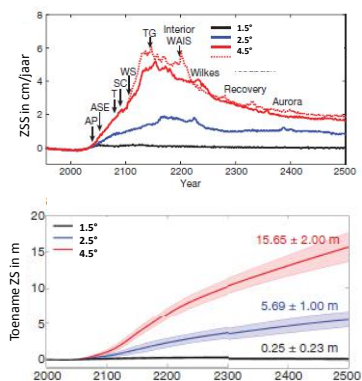 8
6
4
2
0
ZSS in cm/jaar
TG
Interior
WAIS
1.5°
2.5°
4.5°
WS
SC
T
ASE
AP
Wilkes
Recovery
Aurora
2000 2100 2200 2300 2400 2500
Year
20
15
10
5
0
Toename ZS in m
1.5°
2.5°
4.5°
15.65 ± 2.00 m
5.69 ± 1.00 m
0.25 ± 0.23 m
2000 2100 2200 2300 2400 2500